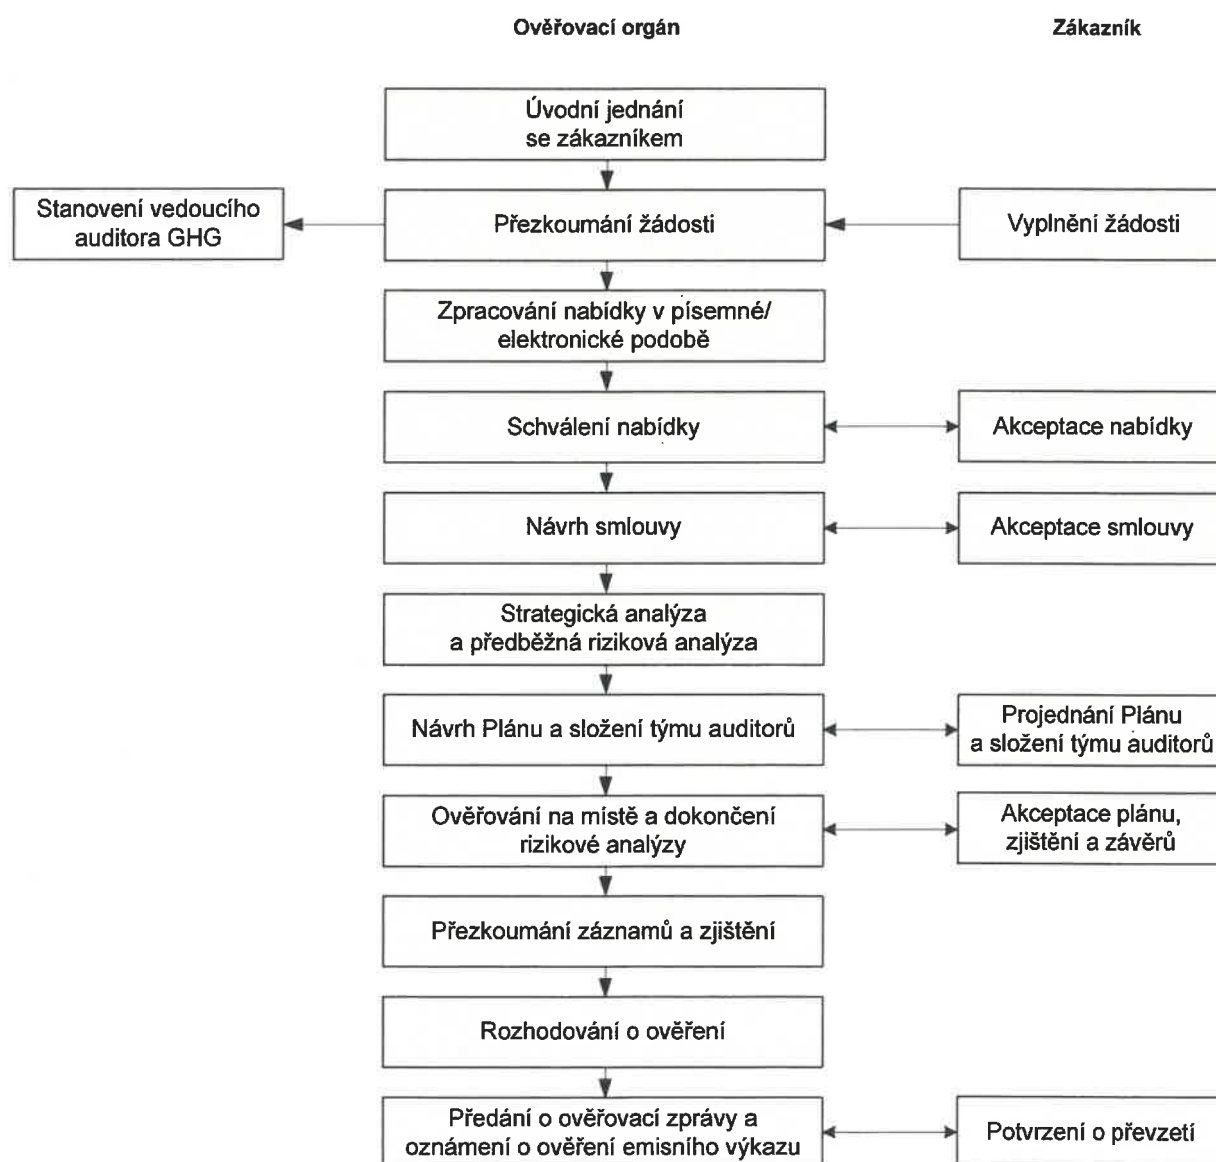 Ověřovací orgán
Zákazník
Úvodní jednání
se zákazníkem
Stanovení vedoucího
auditora GHG
Přezkoumání žádosti
Vyplnění žádosti
Zpracování nabídky v písemné/
elektronické podobě
Schválení nabídky
Akceptace nabídky
Návrh smlouvy
Akceptace smlouvy
Strategická analýza
a předběžná riziková analýza
Návrh Plánu a složení týmu auditorů
Projednání Plánu
a složení týmu auditorů
Ověřování na místě a dokončení
rizikové analýzy
Akceptace plánu,
zjištění a závěrů
Přezkoumání záznamů a zjištění
Rozhodování o ověření
Předání o ověřovací zprávy a
oznámení o ověření emisního výkazu
Potvrzení o převzetí